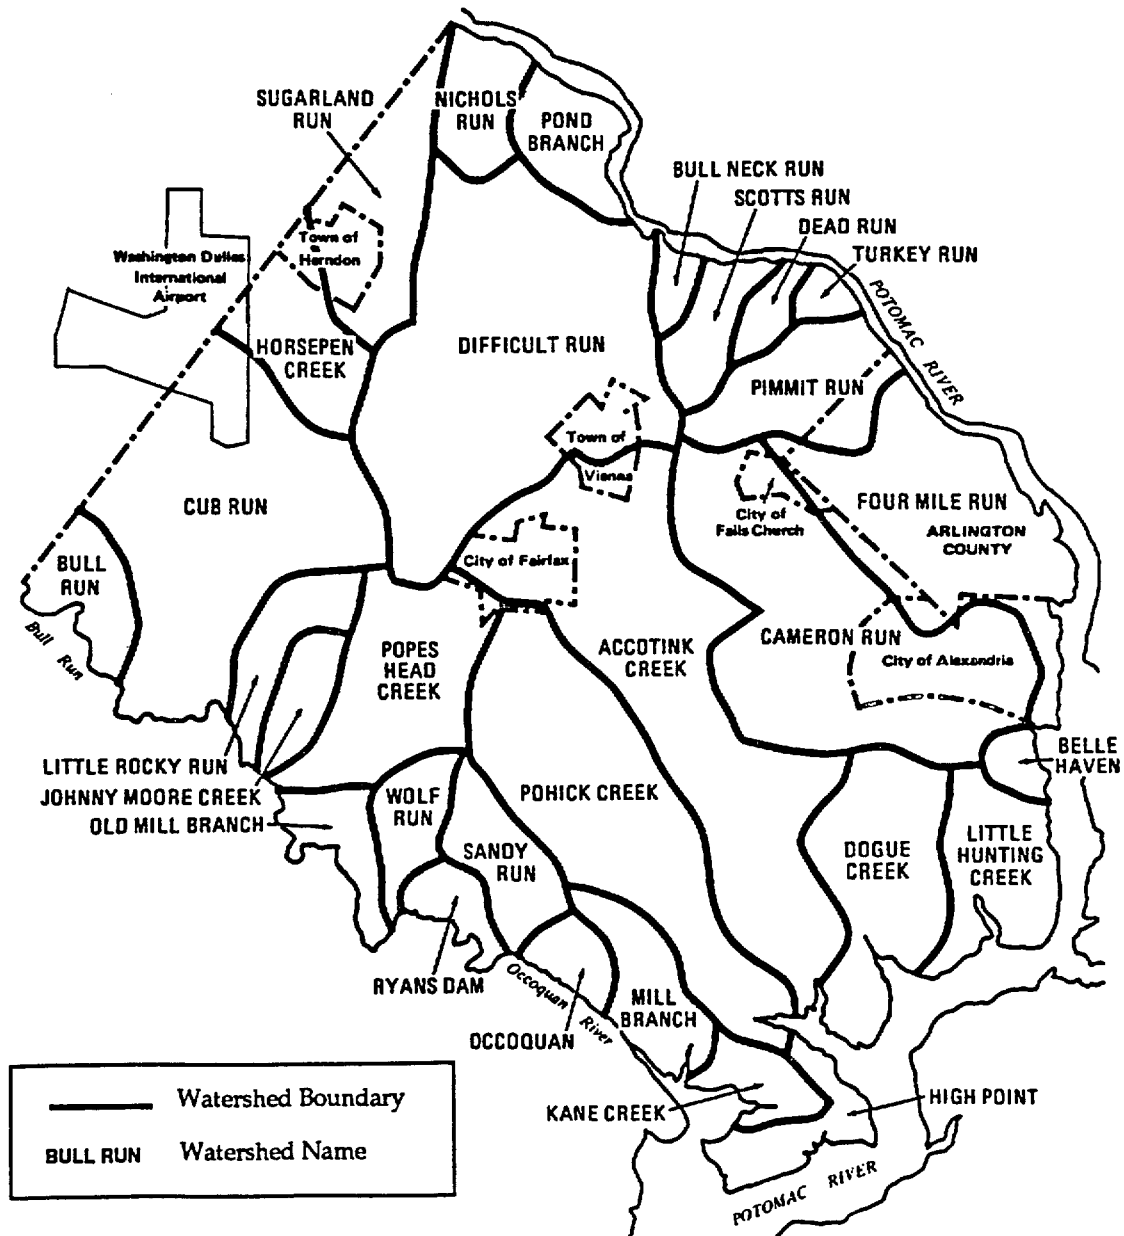 SUGARLAND
RUN
NICHOLS
RUN
POND
BRANCH
BULL NECK RUN
SCOTTS RUN
DEAD RUN
TURKEY RUN
POTOMAC RIVER
Town of
Herndon
Washington Dulles
International
Airport
HORSEPEN
CREEK
DIFFICULT RUN
PIMMIT RUN
Town of
Vienna
CUB RUN
City of
Falls Church
FOUR MILE RUN
ARLINGTON
COUNTY
BULL
RUN
Bull Run
City of Fairfax
POPES
HEAD
CREEK
ACCOTINK
CREEK
CAMERON RUN
City of Alexandria
LITTLE ROCKY RUN
JOHNNY MOORE CREEK
OLD MILL BRANCH
BELLE
HAVEN
WOLF
RUN
POHICK CREEK
SANDY
RUN
DOGUE
CREEK
LITTLE
HUNTING
CREEK
RYANS DAM
Occoquan River
OCCOQUAN
MILL
BRANCH
KANE CREEK
HIGH POINT
POTOMAC RIVER
Watershed Boundary
BULL RUN Watershed Name